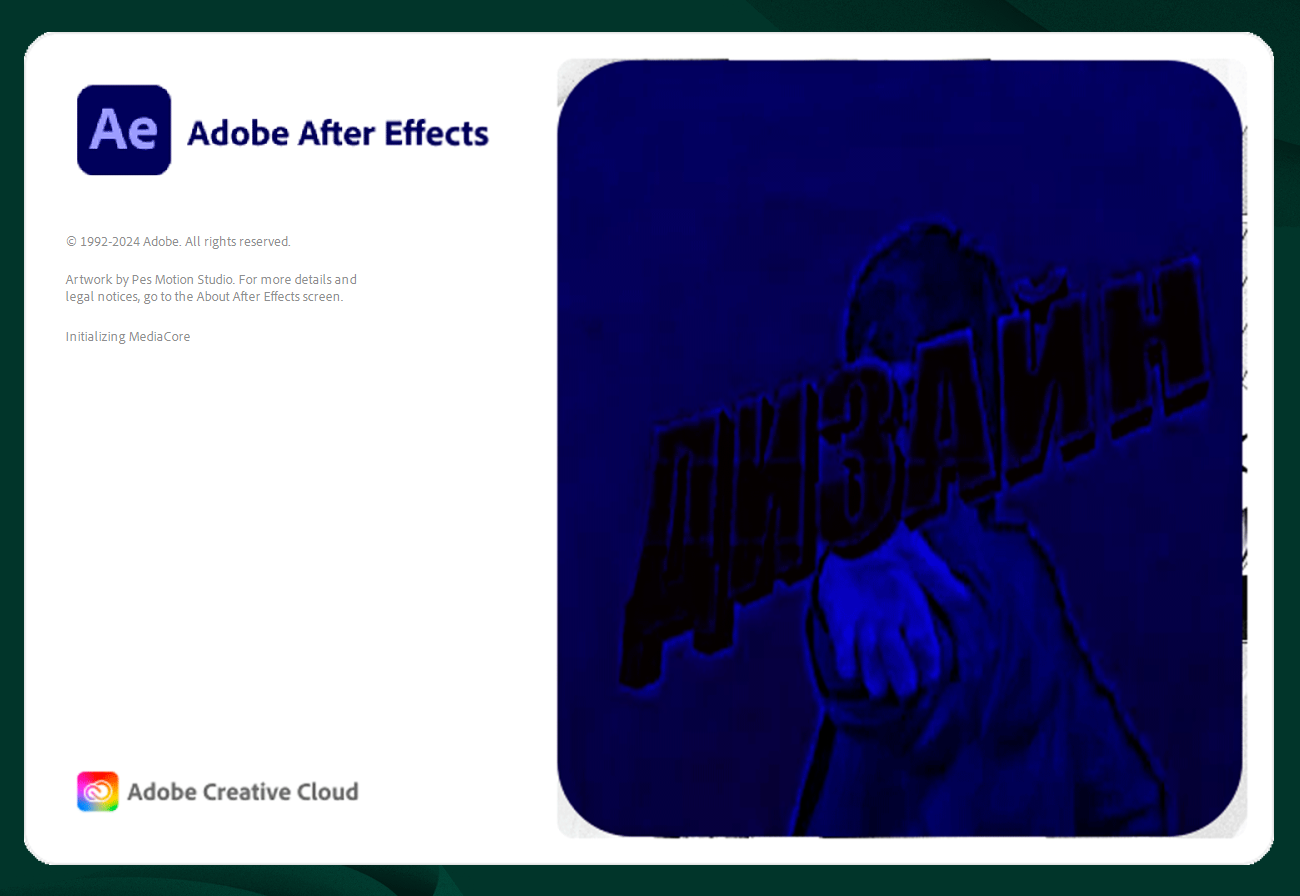 Ae Adobe After Effects
© 1992-2024 Adobe. All rights reserved.
Artwork by Pes Motion Studio. For more details and
legal notices, go to the About After Effects screen.
Initializing MediaCore
ДИЗАЙН
Adobe Creative Cloud